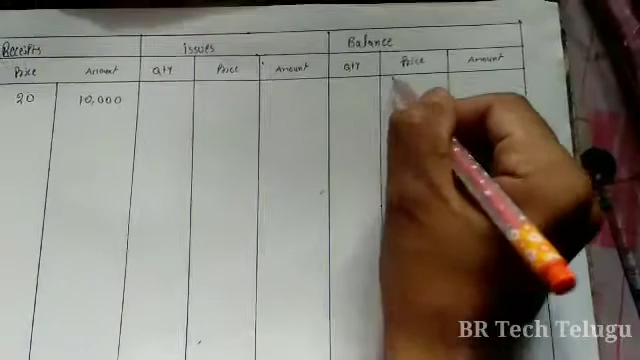 Receipts Issues Balance
Price Amount QTY Price Amount QTY Price Amount
20 10,000
BR Tech Telugu